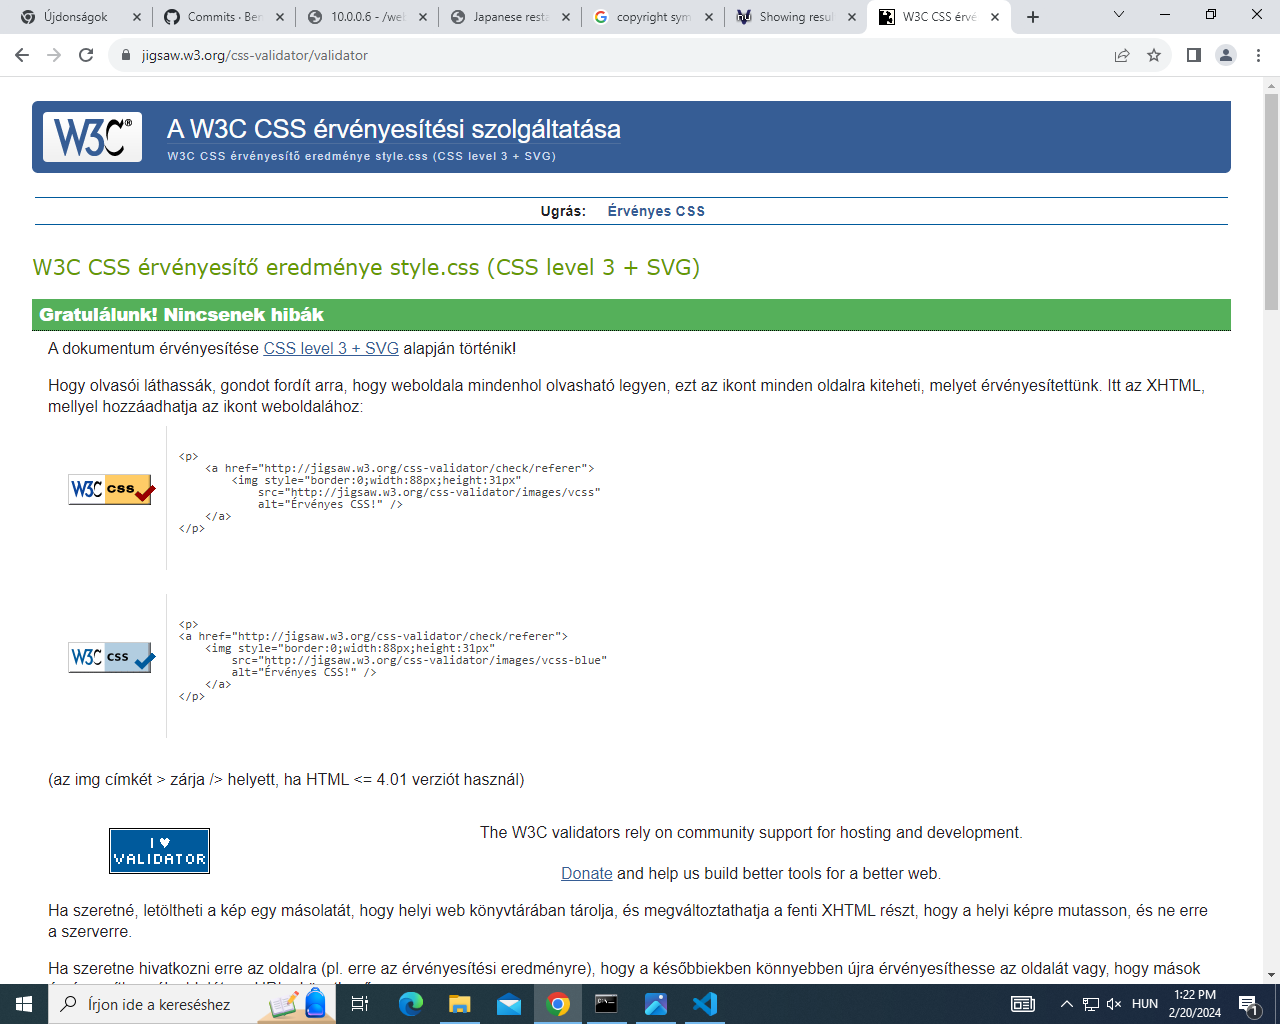 Újdonságok
Commits · Ber
10.0.0.6 - /web
Japanese resta
copyright sym
Showing resul
W3C CSS érvé
jigsaw.w3.org/css-validator/validator
W3C®
A W3C CSS érvényesítési szolgáltatása
W3C CSS érvényesítő eredménye style.css (CSS level 3 + SVG)
Ugrás: Érvényes CSS
W3C CSS érvényesítő eredménye style.css (CSS level 3 + SVG)
Gratulálunk! Nincsenek hibák
A dokumentum érvényesítése CSS level 3 + SVG alapján történik!
Hogy olvasói láthassák, gondot fordít arra, hogy weboldala mindenhol olvasható legyen, ezt az ikont minden oldalra kiteheti, melyet érvényesítettünk. Itt az XHTML,
mellyel hozzáadhatja az ikont weboldalához:
W3C CSS
<p>
<a href="http://jigsaw.w3.org/css-validator/check/referer">
<img style="border:0;width:88px;height:31px"
src="http://jigsaw.w3.org/css-validator/images/vcss"
alt="Érvényes CSS!" />
</a>
</p>
W3C CSS
<p>
<a href="http://jigsaw.w3.org/css-validator/check/referer">
<img style="border:0;width:88px;height:31px"
src="http://jigsaw.w3.org/css-validator/images/vcss-blue"
alt="Érvényes CSS!" />
</a>
</p>
(az img címkét > zárja /> helyett, ha HTML <= 4.01 verziót használ)
I ♥
VALIDATOR
The W3C validators rely on community support for hosting and development.
Donate and help us build better tools for a better web.
Ha szeretné, letöltheti a kép egy másolatát, hogy helyi web könyvtárában tárolja, és megváltoztathatja a fenti XHTML részt, hogy a helyi képre mutasson, és ne erre
a szerverre.
Ha szeretne hivatkozni erre az oldalra (pl. erre az érvényesítési eredményre), hogy a későbbiekben könnyebben újra érvényesíthesse az oldalát vagy, hogy mások
Írjon ide a kereséshez
HUN
1:22 PM
2/20/2024
1